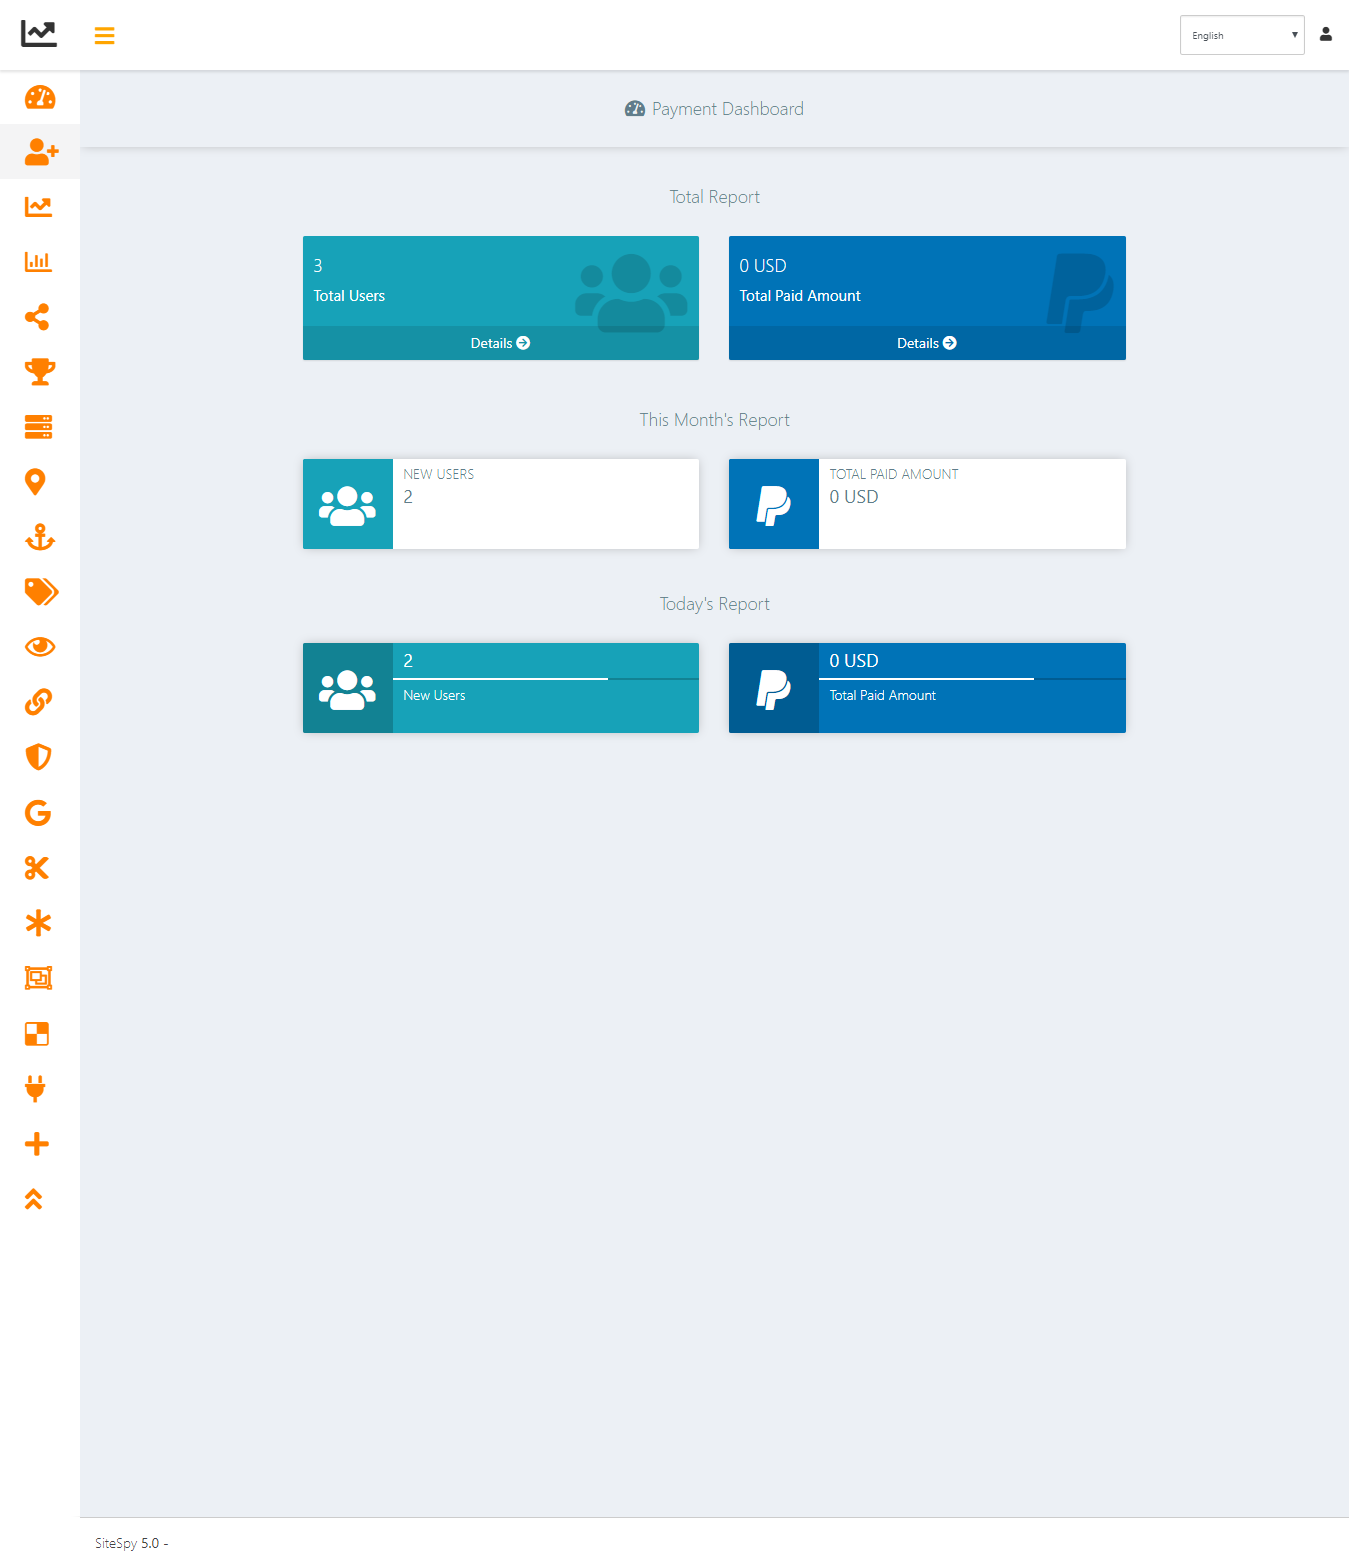 English
Payment Dashboard
Total Report
3
Total Users
Details
0 USD
Total Paid Amount
Details
This Month's Report
NEW USERS
2
TOTAL PAID AMOUNT
0 USD
Today's Report
2
New Users
0 USD
Total Paid Amount
SiteSpy 5.0 -